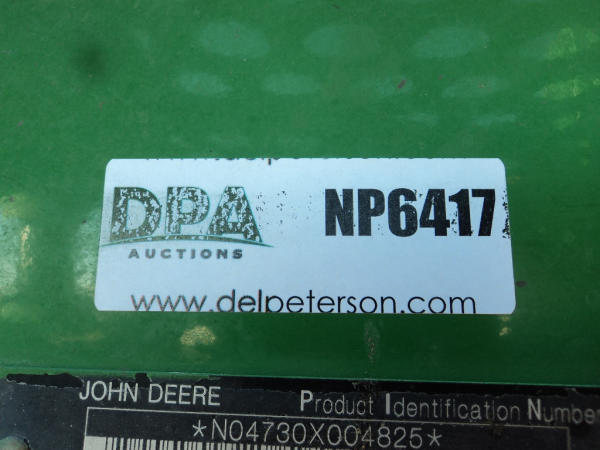 DPA
AUCTIONS
NP6417
www.delpeterson.com
JOHN DEERE Product Identification Number
*N04730X004825*